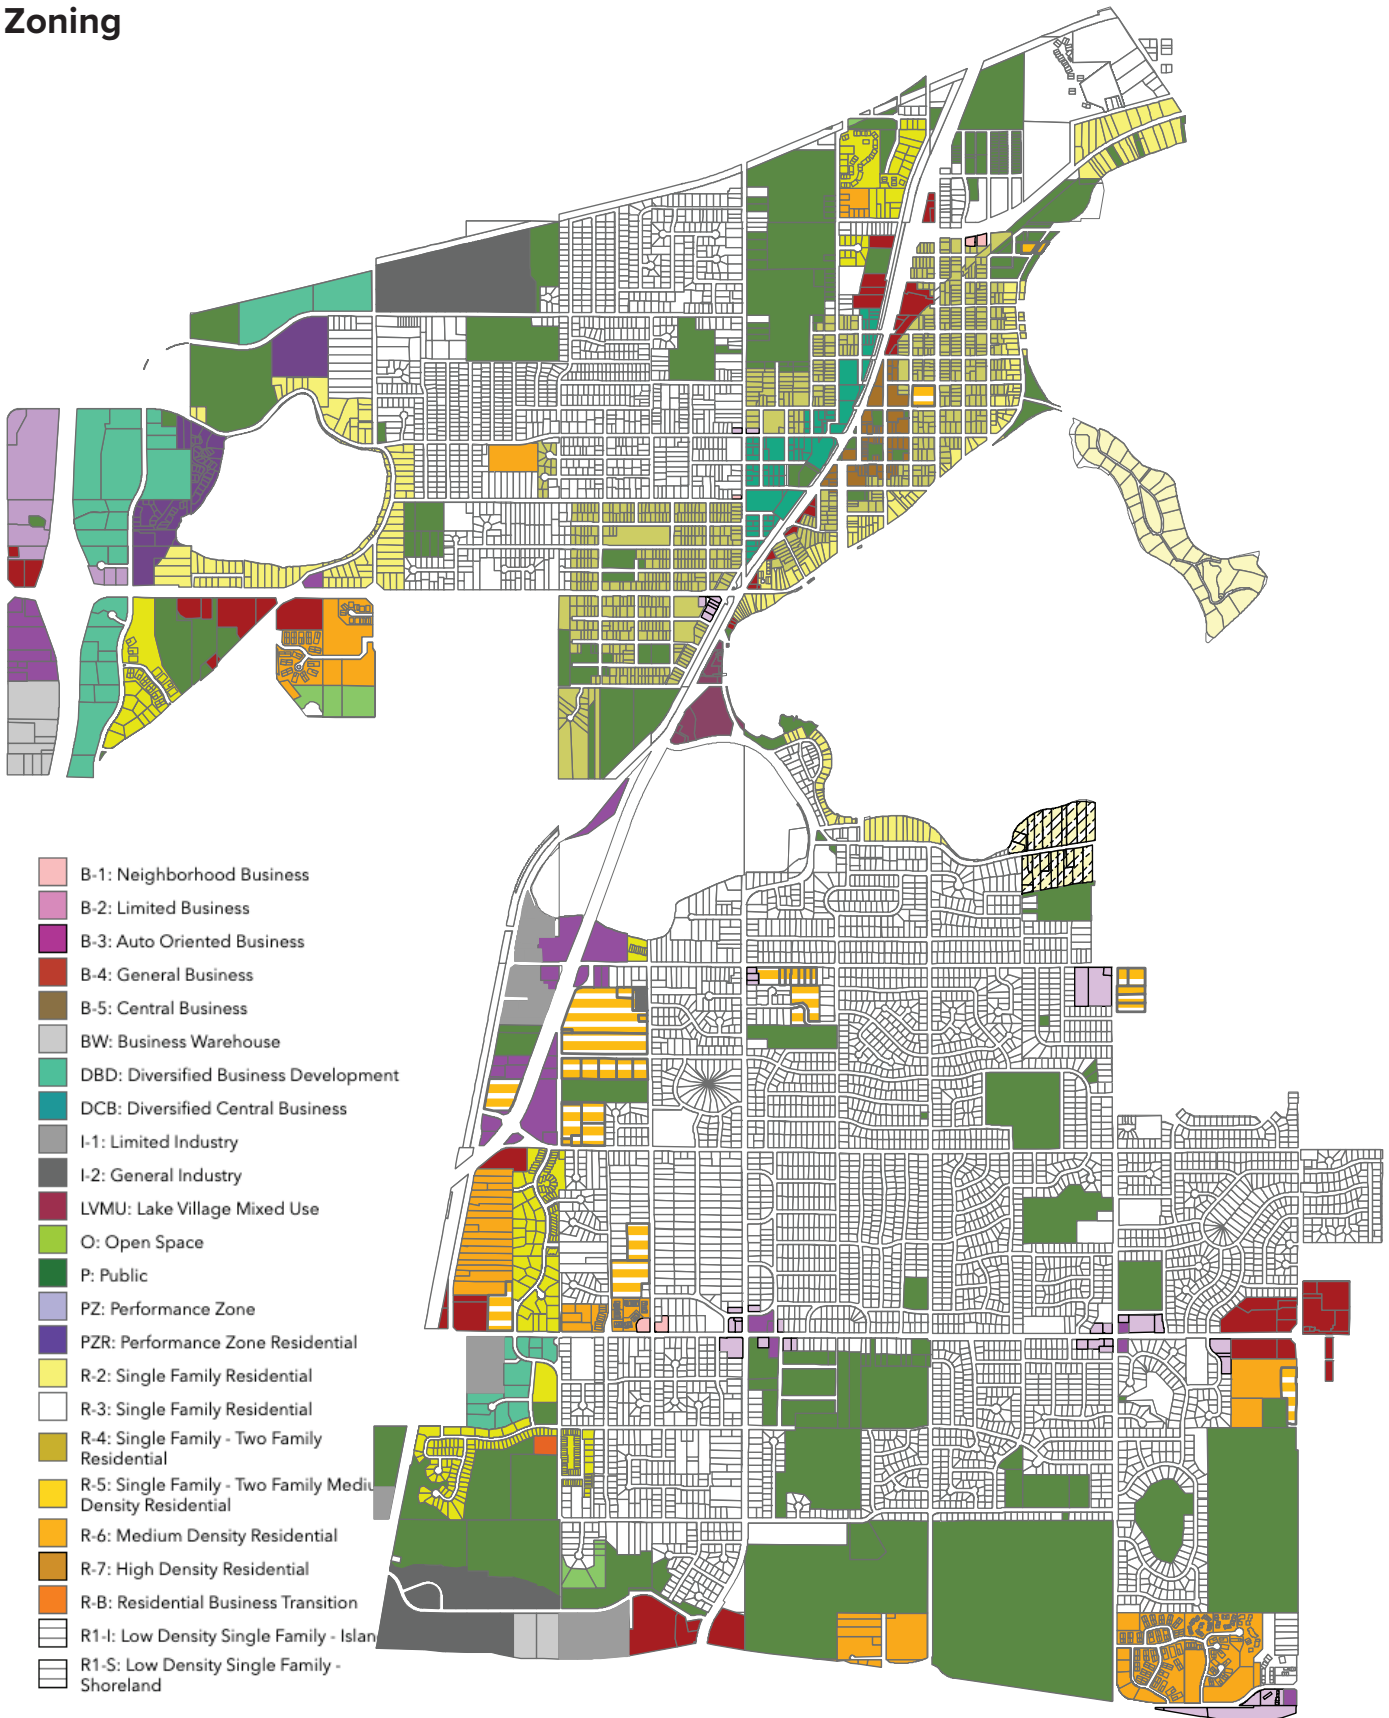 Zoning
B-1: Neighborhood Business
B-2: Limited Business
B-3: Auto Oriented Business
B-4: General Business
B-5: Central Business
BW: Business Warehouse
DBD: Diversified Business Development
DCB: Diversified Central Business
I-1: Limited Industry
I-2: General Industry
LVMU: Lake Village Mixed Use
O: Open Space
P: Public
PZ: Performance Zone
PZR: Performance Zone Residential
R-2: Single Family Residential
R-3: Single Family Residential
R-4: Single Family - Two Family
Residential
R-5: Single Family - Two Family Mediu
Density Residential
R-6: Medium Density Residential
R-7: High Density Residential
R-B: Residential Business Transition
R1-I: Low Density Single Family - Islan
R1-S: Low Density Single Family -
Shoreland